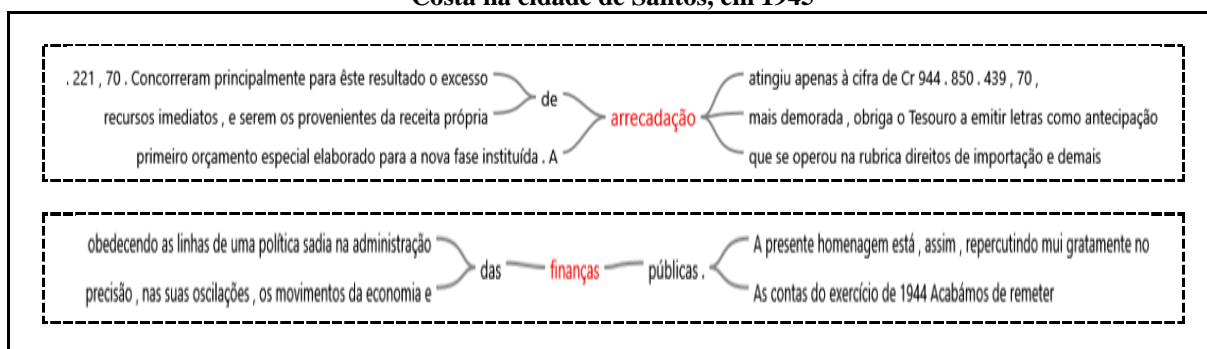 Costa na cidade de Santos, em 1945
. 221 , 70 . Concorreram principalmente para êste resultado o excesso
recursos imediatos , e serem os provenientes da receita própria
de
primeiro orçamento especial elaborado para a nova fase instituída . A
arrecadação
atingiu apenas à cifra de Cr 944 . 850 . 439 , 70 ,
mais demorada , obriga o Tesouro a emitir letras como antecipação
que se operou na rubrica direitos de importação e demais
obedecendo as linhas de uma política sadia na administração
precisão , nas suas oscilações , os movimentos da economia e
das
finanças
públicas .
A presente homenagem está , assim , repercutindo mui gratamente no
As contas do exercício de 1944 Acabámos de remeter